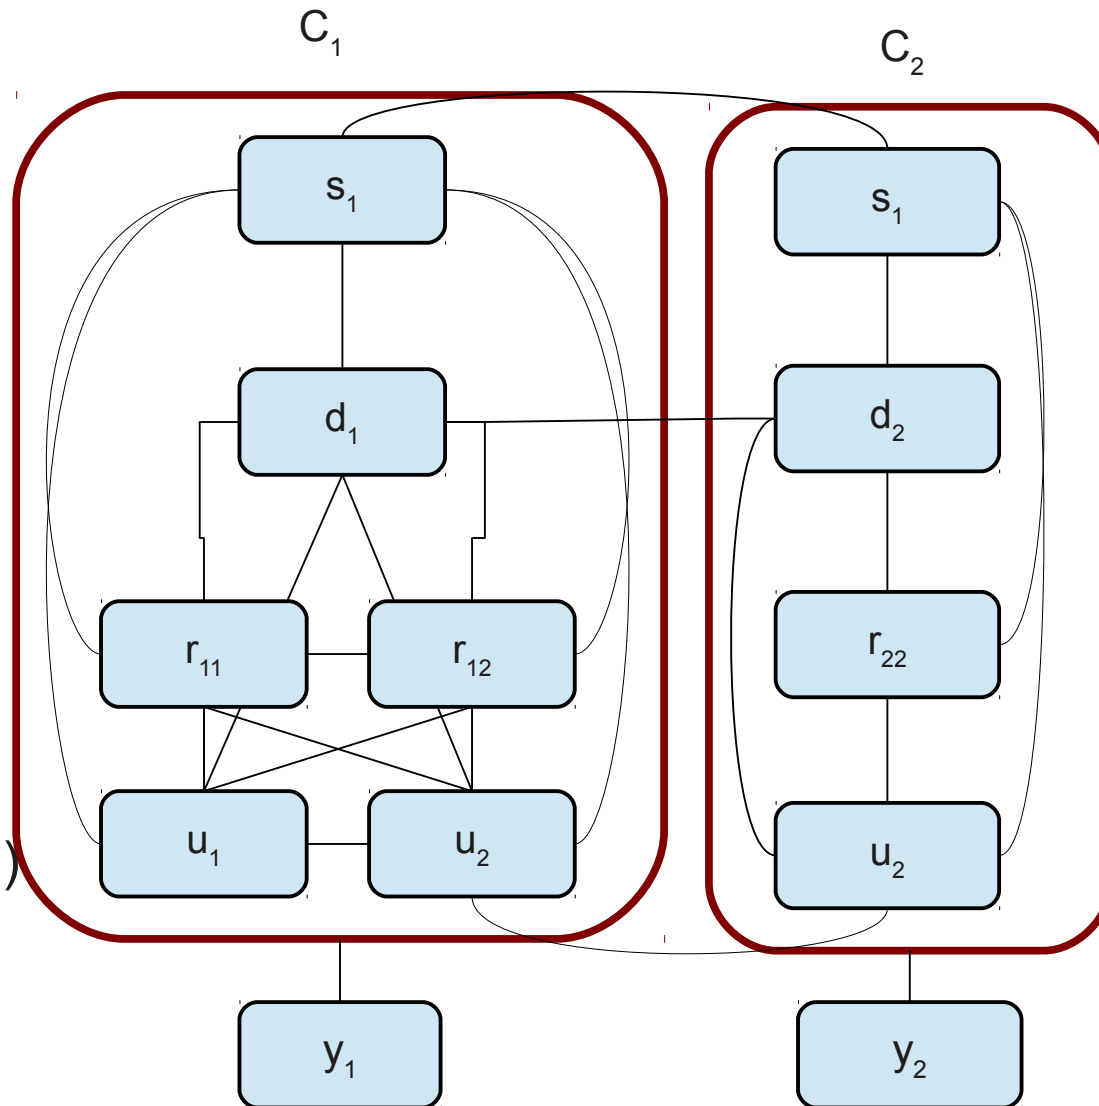 C₁
C₂
s₁
s₁
d₁
d₂
r₁₁
r₁₂
r₂₂
u₁
u₂
u₂
)
y₁
y₂